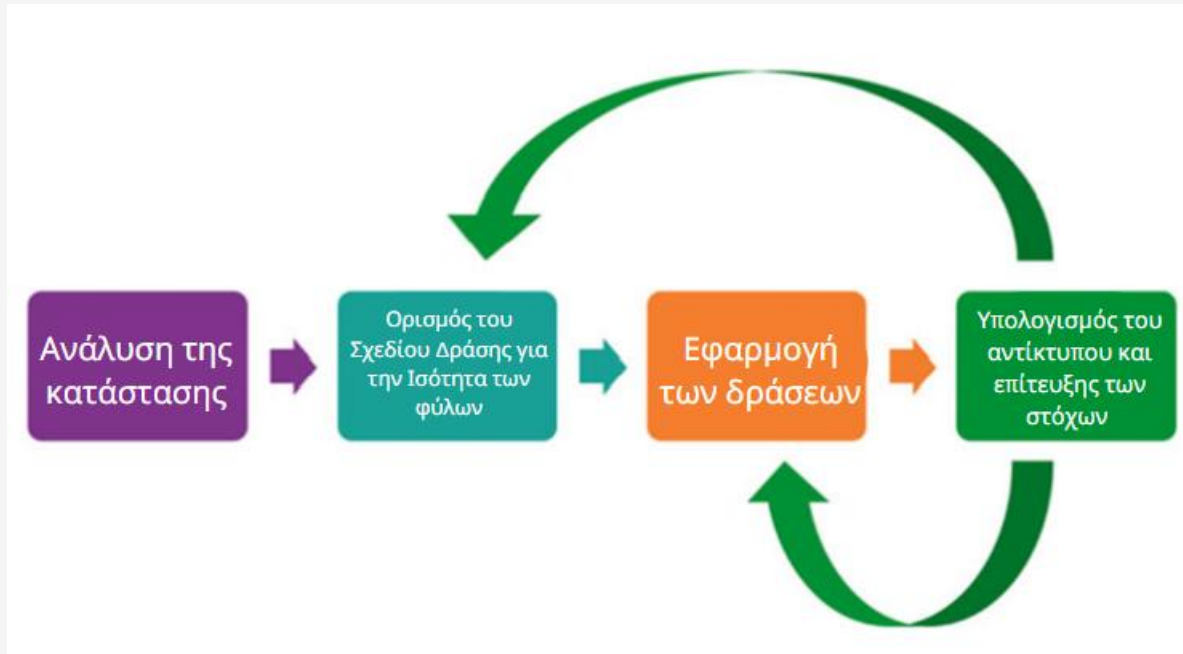 Ανάλυση της
κατάστασης
Ορισμός του
Σχεδίου Δράσης για
την Ισότητα των
φύλων
Εφαρμογή
των δράσεων
Υπολογισμός του
αντίκτυπου και
επίτευξης των
στόχων